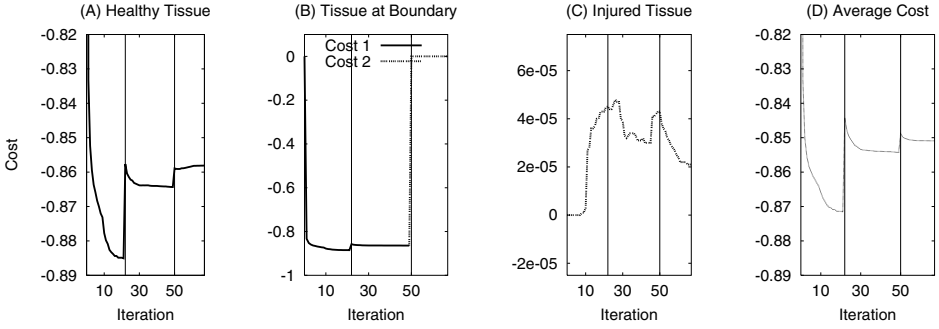 (A) Healthy Tissue
-0.82
-0.83
-0.84
-0.85
-0.86
-0.87
-0.88
-0.89
Cost
10 30 50
Iteration
(B) Tissue at Boundary
Cost 1
Cost 2
0
-0.2
-0.4
-0.6
-0.8
-1
10 30 50
Iteration
(C) Injured Tissue
6e-05
4e-05
2e-05
0
-2e-05
10 30 50
Iteration
(D) Average Cost
-0.82
-0.83
-0.84
-0.85
-0.86
-0.87
-0.88
-0.89
10 30 50
Iteration